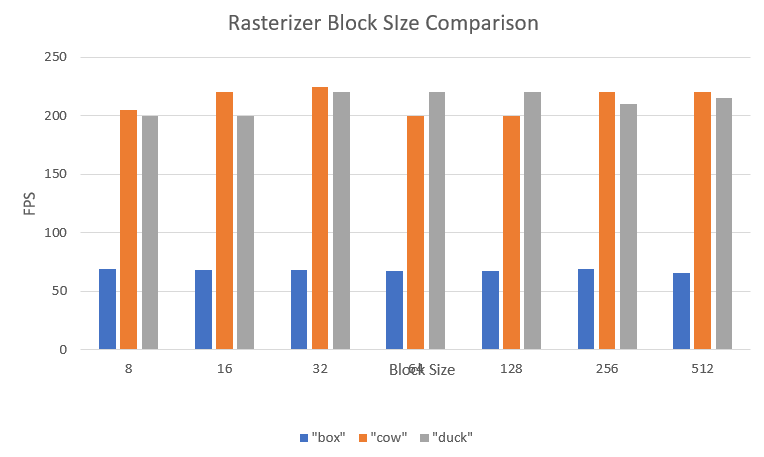 Rasterizer Block SIze Comparison
250
200
150
100
50
0
FPS
8 16 32 64 128 256 512
Block Size
"box" "cow" "duck"